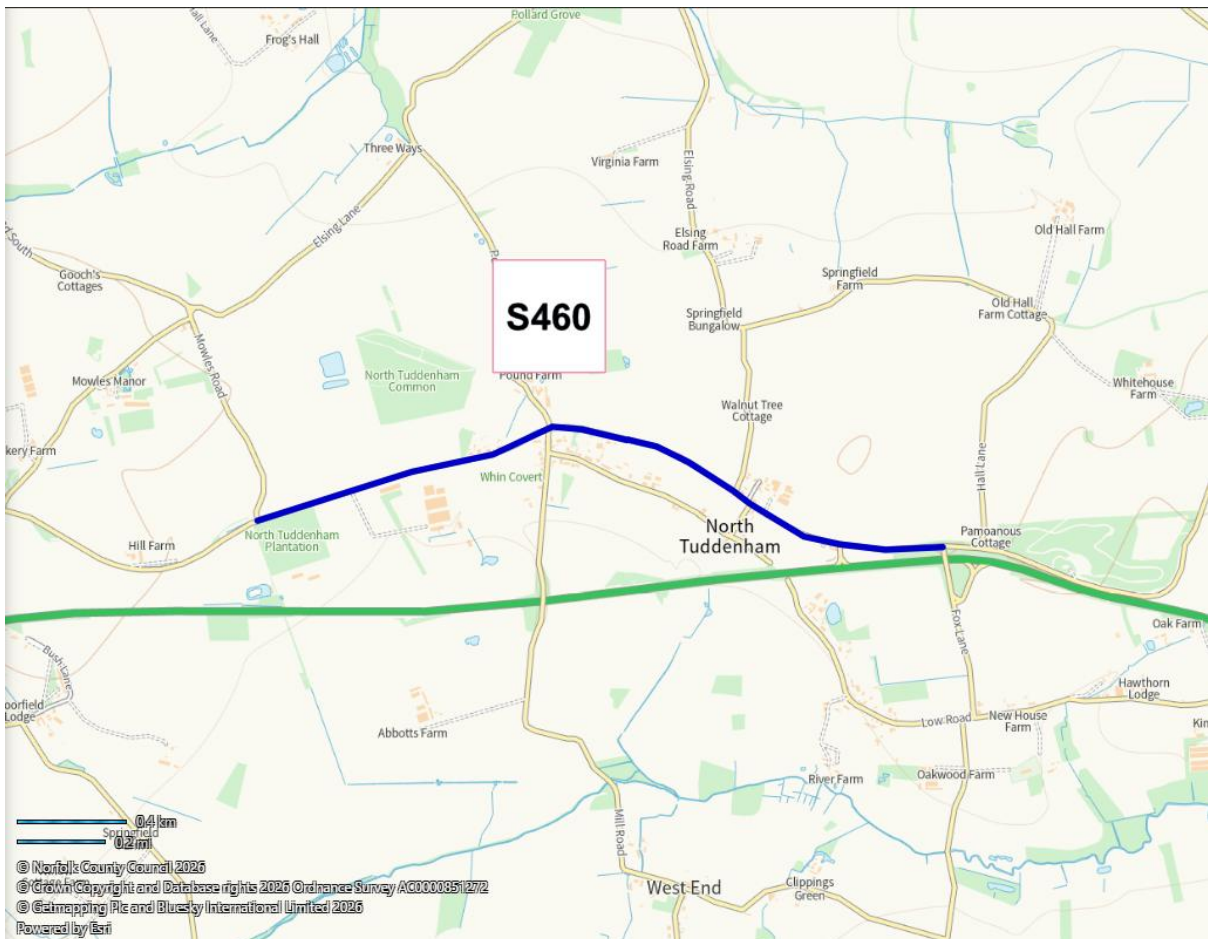 Pollard Grove
Frog's Hall
Three Ways
Virginia Farm
Elsing Road
Elsing Lane
Elsing
Road Farm
Old Hall Farm
Gooch's
Cottages
Springfield
Farm
Old Hall
Farm Cottage
Springfield
Bungalow
S460
Mowles Road
Mowles Manor
North Tuddenham
Common
Pound Farm
Whitehouse
Farm
Walnut Tree
Cottage
Whin Covert
Hall Lane
North
Tuddenham
Pamoanous
Cottage
Hill Farm
North Tuddenham
Plantation
Fox Lane
Oak Farm
Bush Lane
Hawthorn
Lodge
Low Road
New House
Farm
Abbotts Farm
River Farm
Oakwood Farm
Mill Road
0.4 km
0.2 mi
Springfield
West End
Clippings
Green
© Norfolk County Council 2026
© Crown Copyright and Database rights 2026 Ordnance Survey AC0000851272
© Getmapping Plc and Bluesky International Limited 2026
Powered by Esri